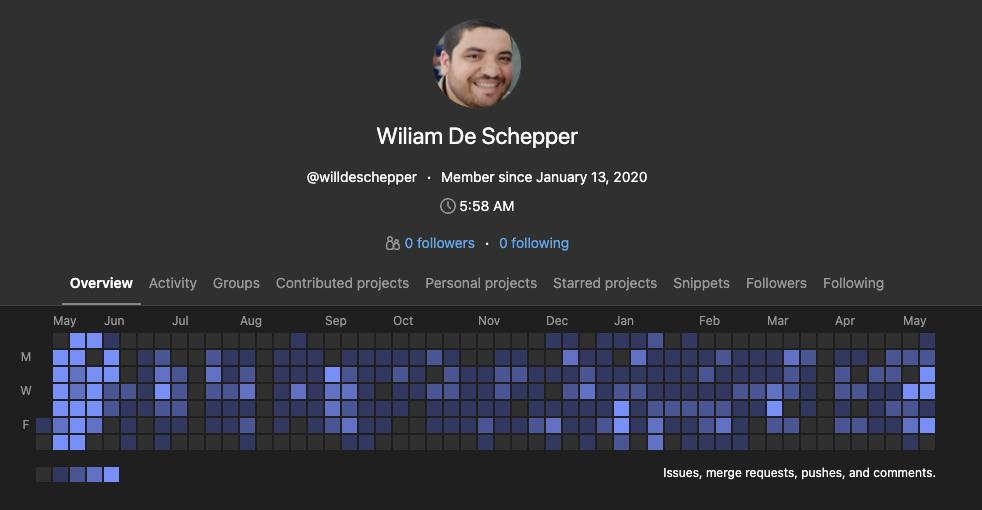 Wiliam De Schepper
@willdeschepper · Member since January 13, 2020
5:58 AM
0 followers · 0 following
Overview Activity Groups Contributed projects Personal projects Starred projects Snippets Followers Following
May Jun Jul Aug Sep Oct Nov Dec Jan Feb Mar Apr May
M
W
F
Issues, merge requests, pushes, and comments.